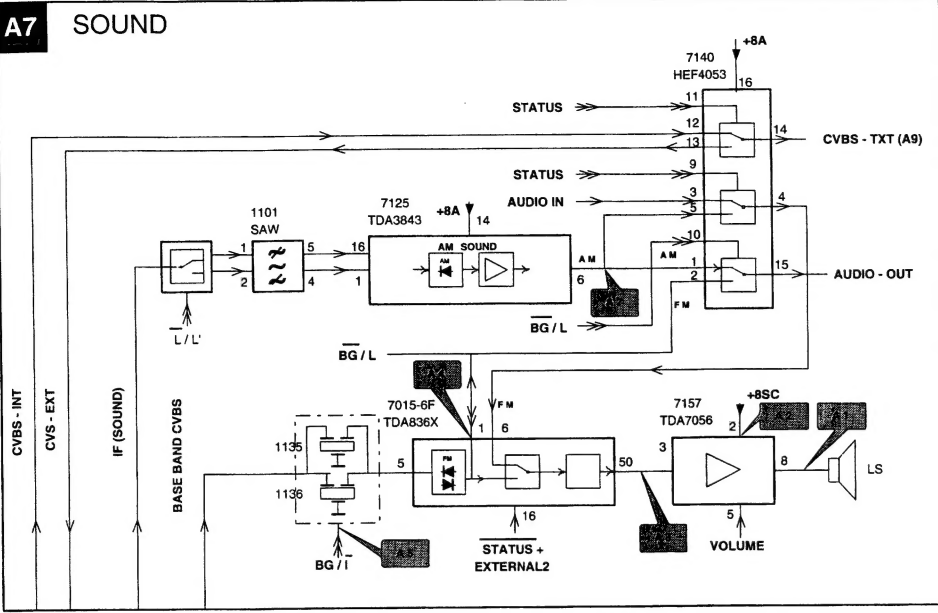 A7 SOUND
+8A
7140
HEF4053
16
STATUS
11
12
14
CVBS - TXT (A9)
13
STATUS
9
AUDIO IN
3
5
4
10
1101
SAW
7125
TDA3843
+8A
14
1
5
16
2
4
1
AM SOUND
AM
AM
6
AM
1
2
15
AUDIO - OUT
FM
L / L'
BG / L
BG / L
CVBS - INT
CVS - EXT
IF (SOUND)
BASE BAND CVBS
7015-6F
TDA836X
1
6
FM
7157
TDA7056
+8SC
2
A2
A1
1135
1136
5
FM
50
3
8
LS
16
5
BG / I
STATUS +
EXTERNAL2
VOLUME